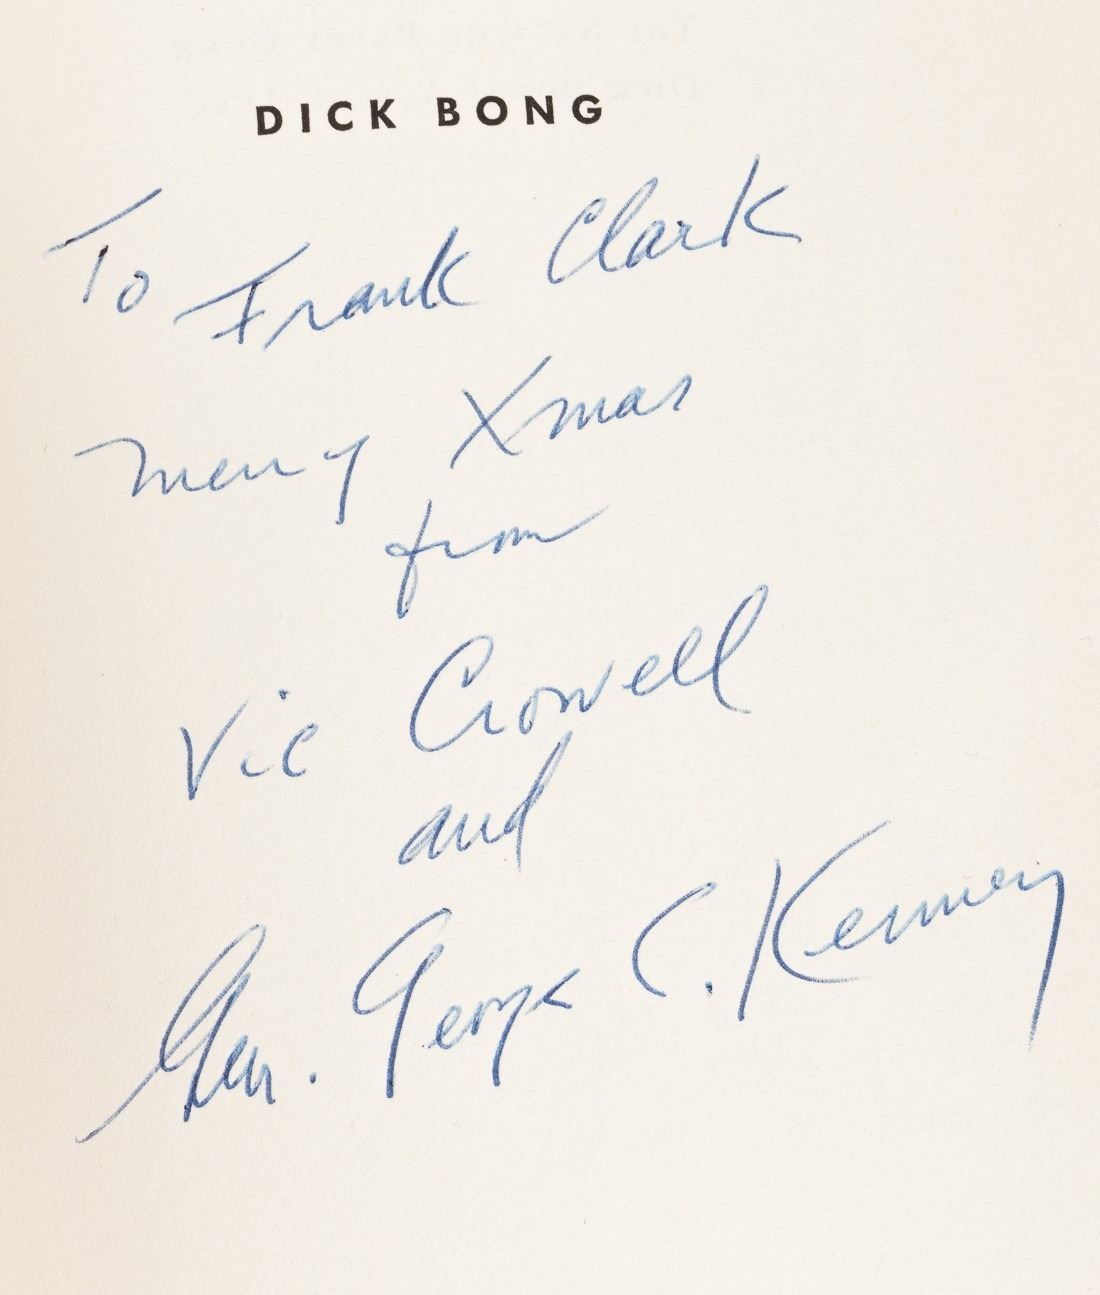 DICK BONG
To Frank Clark
Merry Xmas
from
Vic Crowell
and
Gen. George C. Kenney